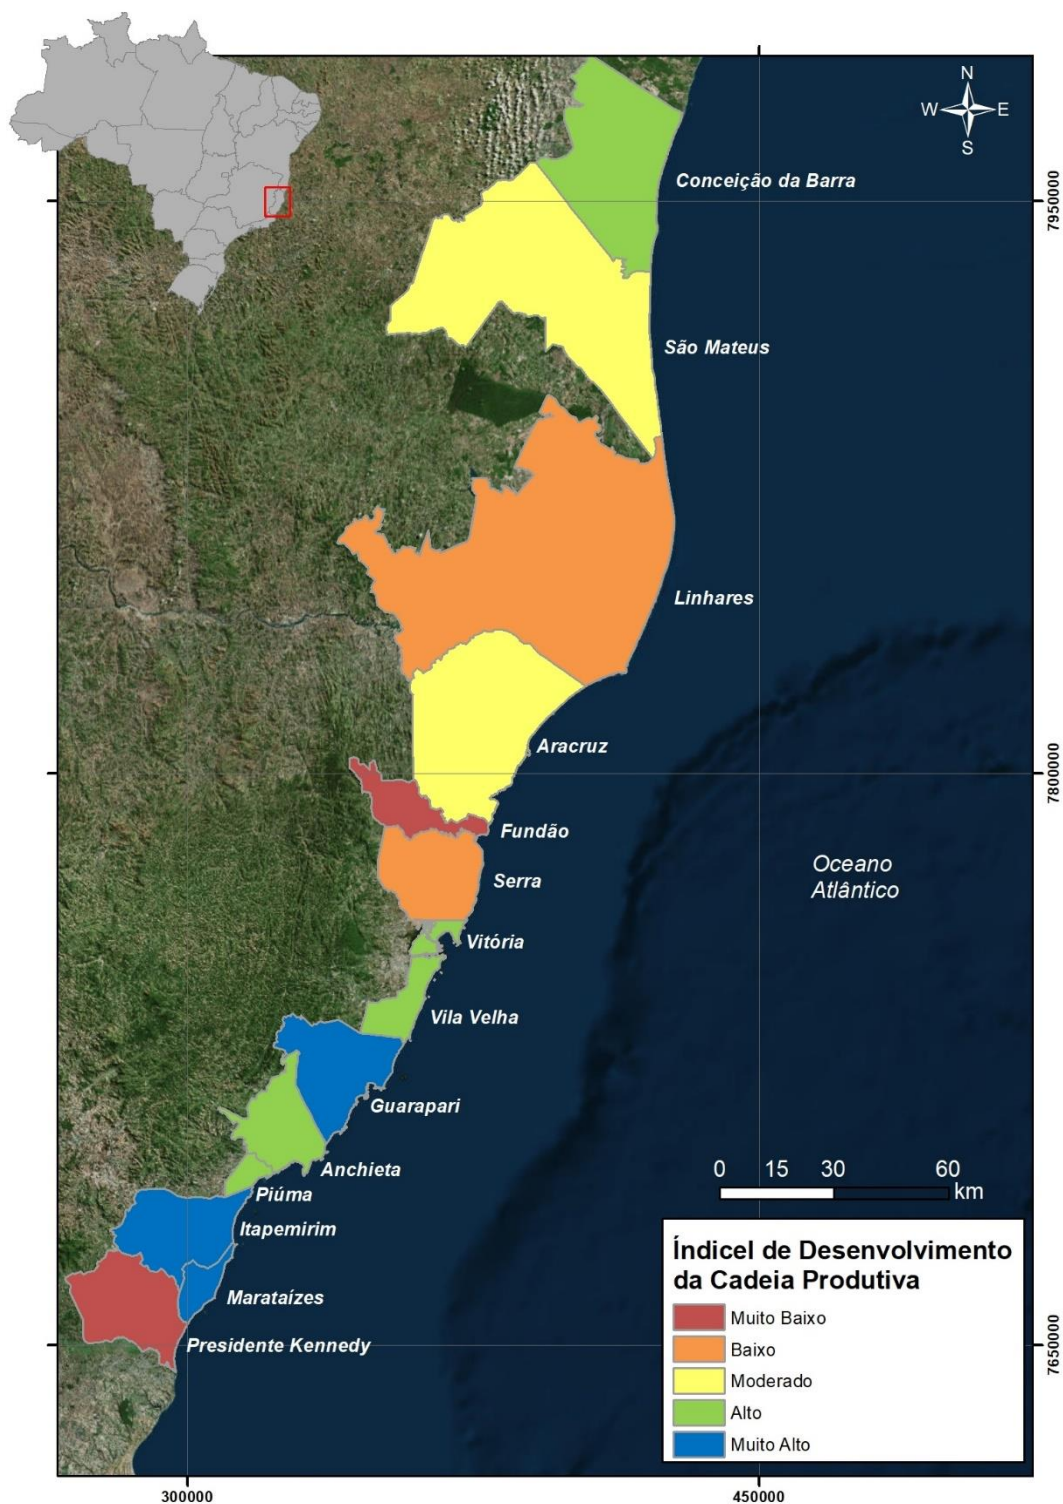 N
W E
S
Conceição da Barra
7950000
São Mateus
Linhares
Aracruz
7800000
Fundão
Serra
Oceano
Atlântico
Vitória
Vila Velha
Guarapari
Anchieta
Piúma
Itapemirim
Marataízes
Presidente Kennedy
7650000
0 15 30 60
km
Índicel de Desenvolvimento
da Cadeia Produtiva
Muito Baixo
Baixo
Moderado
Alto
Muito Alto
300000
450000